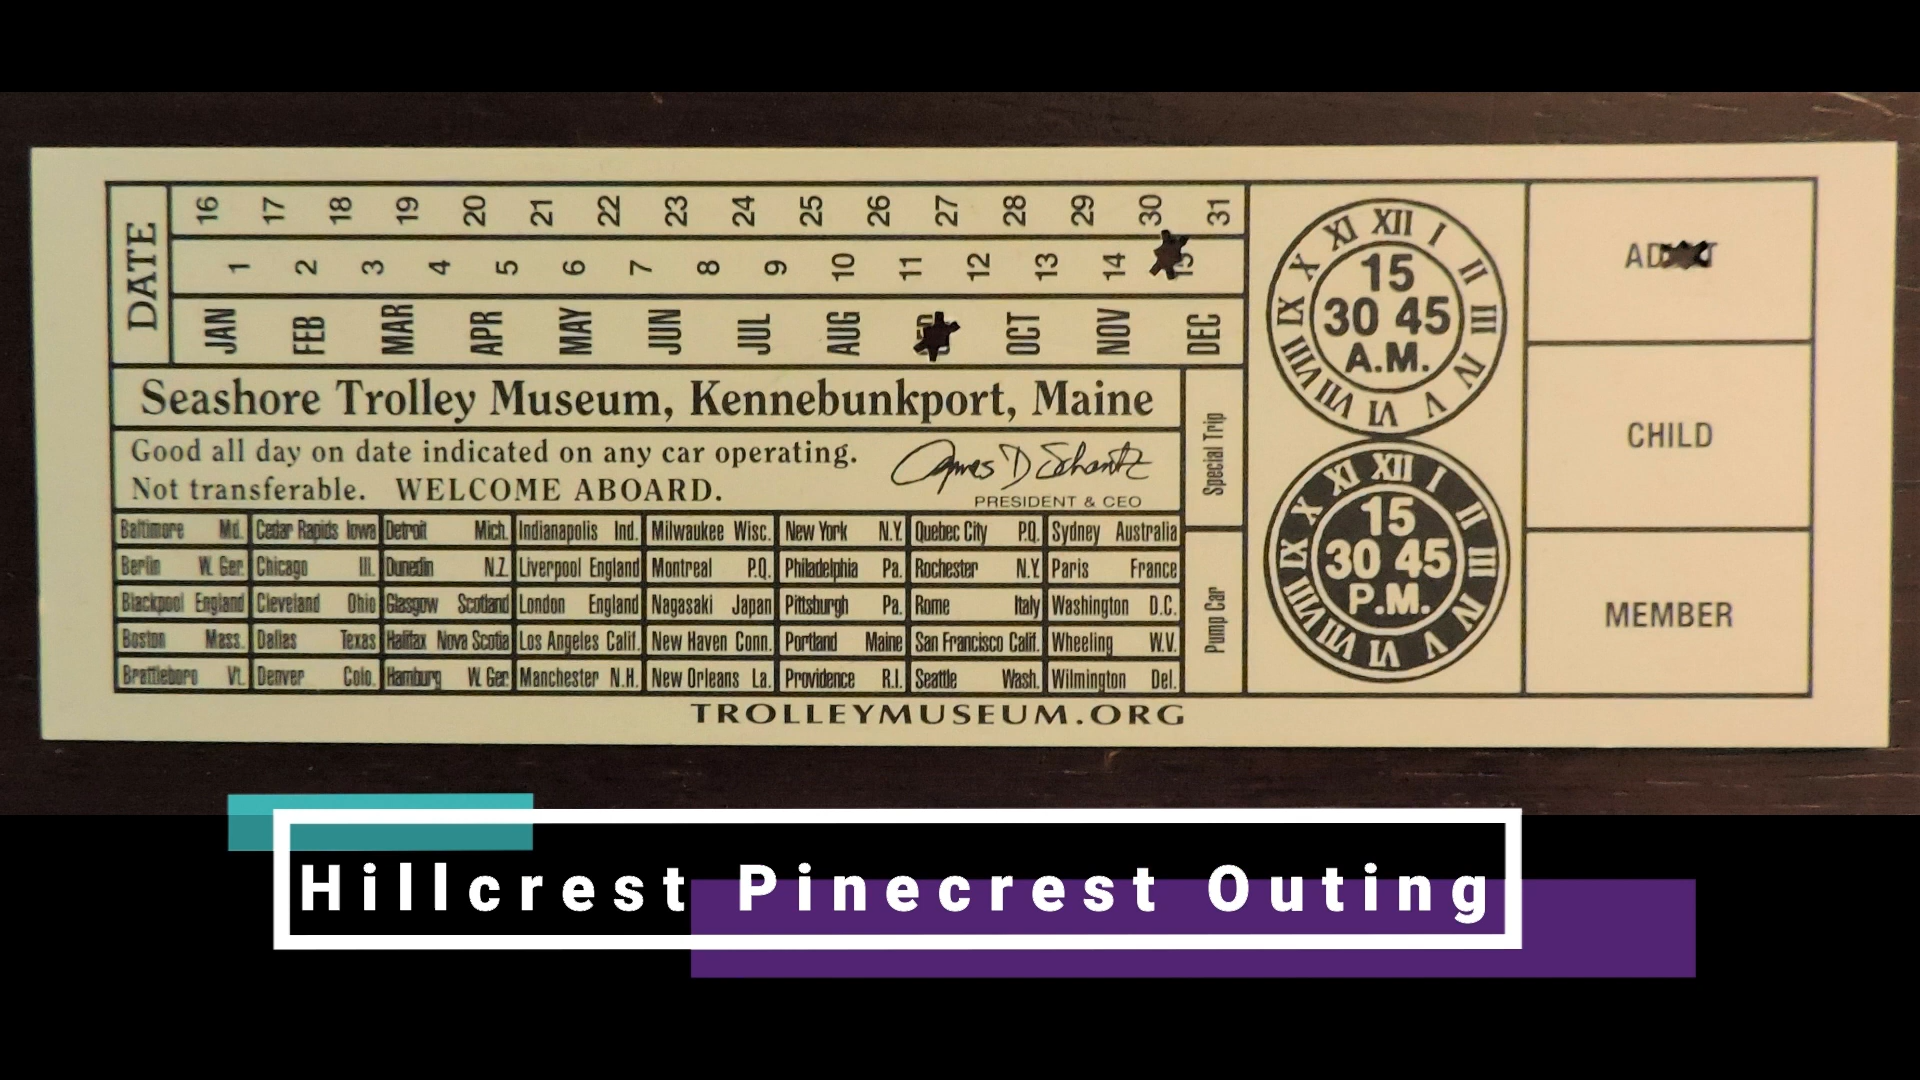 DATE
16 17 18 19 20 21 22 23 24 25 26 27 28 29 30 31
1 2 3 4 5 6 7 8 9 10 11 12 13 14 15
JAN FEB MAR APR MAY JUN JUL AUG OCT NOV DEC
Seashore Trolley Museum, Kennebunkport, Maine
Good all day on date indicated on any car operating.
Not transferable. WELCOME ABOARD.
James D Schantz
PRESIDENT & CEO
Baltimore Md. Cedar Rapids Iowa Detroit Mich. Indianapolis Ind. Milwaukee Wisc. New York N.Y. Quebec City P.Q. Sydney Australia
Berlin W. Ger. Chicago Ill. Dunedin N.Z. Liverpool England Montreal P.Q. Philadelphia Pa. Rochester N.Y. Paris France
Blackpool England Cleveland Ohio Glasgow Scotland London England Nagasaki Japan Pittsburgh Pa. Rome Italy Washington D.C.
Boston Mass. Dallas Texas Halifax Nova Scotia Los Angeles Calif. New Haven Conn. Portland Maine San Francisco Calif. Wheeling W.V.
Brattleboro Vt. Denver Colo. Hamburg W. Ger. Manchester N.H. New Orleans La. Providence R.I. Seattle Wash. Wilmington Del.
TROLLEYMUSEUM.ORG
Special Trip
Pump Car
XII I II III IV V VI VII VIII IX X XI
15
30 45
A.M.
XII I II III IV V VI VII VIII IX X XI
15
30 45
P.M.
CHILD
MEMBER
Hillcrest Pinecrest Outing